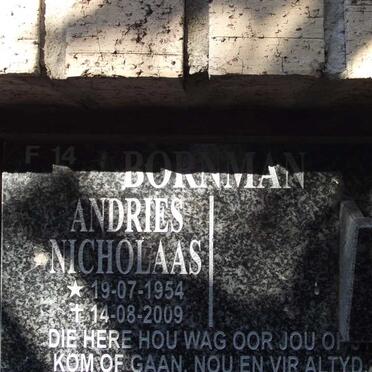 F 14
BORNMAN
ANDRIES
NICHOLAAS
★ 19-07-1954
✝ 14-08-2009
DIE HERE HOU WAG OOR JOU
KOM OF GAAN, NOU EN VIR ALTYD